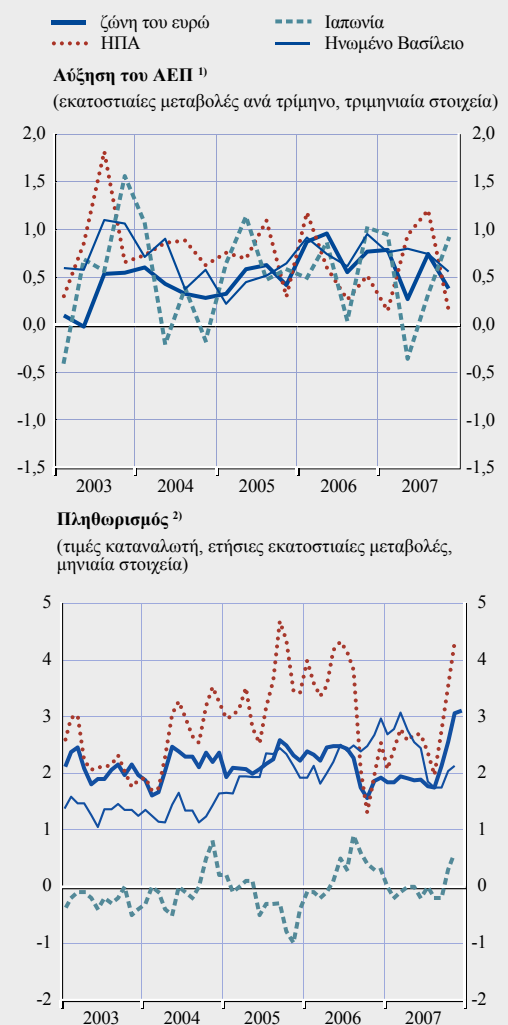 ζώνη του ευρώ
Ιαπωνία
ΗΠΑ
Ηνωμένο Βασίλειο
Αύξηση του ΑΕΠ 1)
(εκατοστιαίες μεταβολές ανά τρίμηνο, τριμηνιαία στοιχεία)
2,0 2,0
1,5 1,5
1,0 1,0
0,5 0,5
0,0 0,0
-0,5 -0,5
-1,0 -1,0
-1,5 -1,5
2003 2004 2005 2006 2007
Πληθωρισμός 2)
(τιμές καταναλωτή, ετήσιες εκατοστιαίες μεταβολές,
μηνιαία στοιχεία)
5 5
4 4
3 3
2 2
1 1
0 0
-1 -1
-2 -2
2003 2004 2005 2006 2007